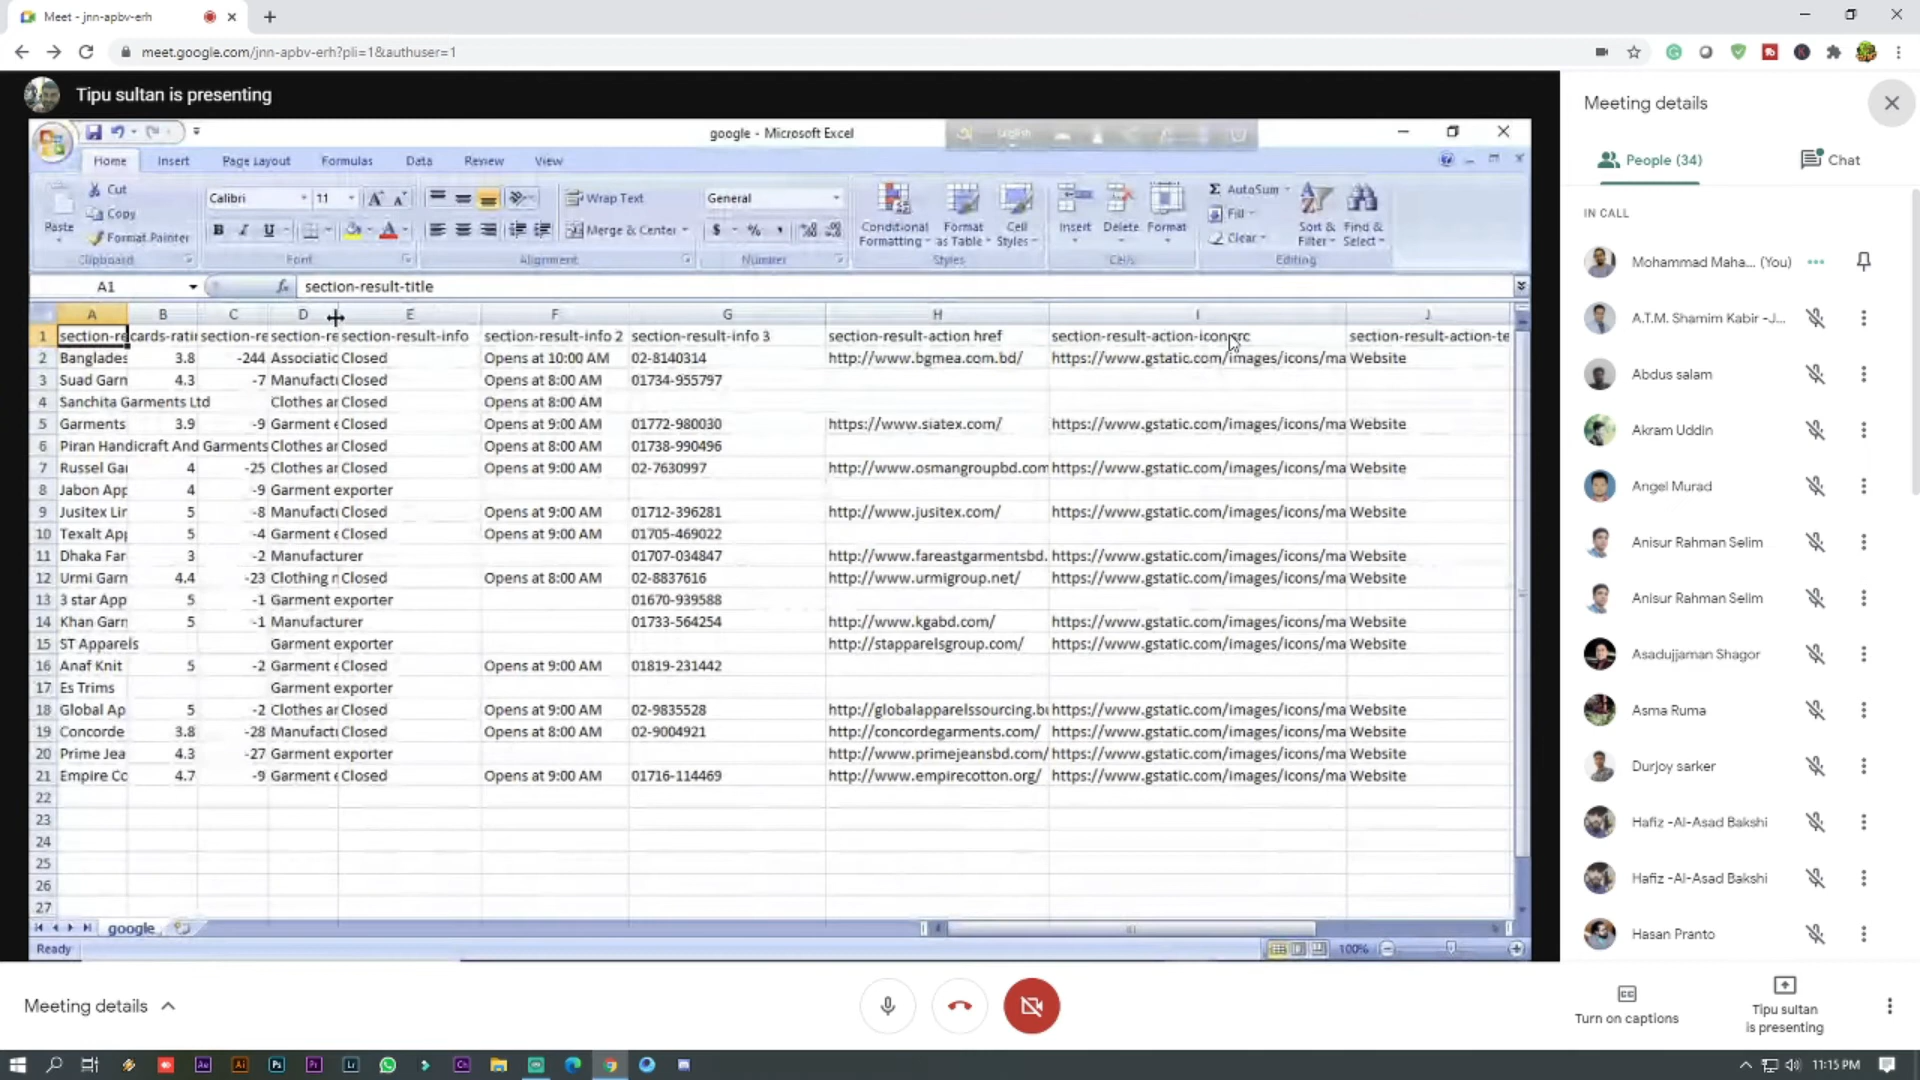 Meet - jnn-apbv-erh
meet.google.com/jnn-apbv-erh?pli=1&authuser=1
Tipu sultan is presenting
google - Microsoft Excel
English
Home Insert Page Layout Formulas Data Review View
Cut
Copy
Format Painter
Paste
Clipboard
Calibri 11
B I U
Font
Wrap Text
Merge & Center
Alignment
General
$ % ,
Number
Conditional Formatting
Format as Table
Cell Styles
Styles
Insert Delete Format
Cells
AutoSum
Fill
Clear
Sort & Filter
Find & Select
Editing
A1 fx section-result-title
A B C D E F G H I J
1 section-re cards-ratin section-re section-re section-result-info section-result-info 2 section-result-info 3 section-result-action href section-result-action-icon src section-result-action-te
2 Banglades 3.8 -244 Associatic Closed Opens at 10:00 AM 02-8140314 http://www.bgmea.com.bd/ https://www.gstatic.com/images/icons/ma Website
3 Suad Garn 4.3 -7 Manufacti Closed Opens at 8:00 AM 01734-955797
4 Sanchita Garments Ltd Clothes ar Closed Opens at 8:00 AM
5 Garments 3.9 -9 Garment e Closed Opens at 9:00 AM 01772-980030 https://www.siatex.com/ https://www.gstatic.com/images/icons/ma Website
6 Piran Handicraft And Garments Clothes ar Closed Opens at 8:00 AM 01738-990496
7 Russel Gar 4 -25 Clothes ar Closed Opens at 9:00 AM 02-7630997 http://www.osmangroupbd.com https://www.gstatic.com/images/icons/ma Website
8 Jabon App 4 -9 Garment exporter
9 Jusitex Lir 5 -8 Manufacti Closed Opens at 9:00 AM 01712-396281 http://www.jusitex.com/ https://www.gstatic.com/images/icons/ma Website
10 Texalt App 5 -4 Garment e Closed Opens at 9:00 AM 01705-469022
11 Dhaka Far 3 -2 Manufacturer 01707-034847 http://www.fareastgarmentsbd. https://www.gstatic.com/images/icons/ma Website
12 Urmi Garn 4.4 -23 Clothing r Closed Opens at 8:00 AM 02-8837616 http://www.urmigroup.net/ https://www.gstatic.com/images/icons/ma Website
13 3 star App 5 -1 Garment exporter 01670-939588
14 Khan Garn 5 -1 Manufacturer 01733-564254 http://www.kgabd.com/ https://www.gstatic.com/images/icons/ma Website
15 ST Apparels Garment exporter http://stapparelsgroup.com/ https://www.gstatic.com/images/icons/ma Website
16 Anaf Knit 5 -2 Garment e Closed Opens at 9:00 AM 01819-231442
17 Es Trims Garment exporter
18 Global Ap 5 -2 Clothes ar Closed Opens at 9:00 AM 02-9835528 http://globalapparelssourcing.bu https://www.gstatic.com/images/icons/ma Website
19 Concorde 3.8 -28 Manufacti Closed Opens at 8:00 AM 02-9004921 http://concordegarments.com/ https://www.gstatic.com/images/icons/ma Website
20 Prime Jea 4.3 -27 Garment exporter http://www.primejeansbd.com/ https://www.gstatic.com/images/icons/ma Website
21 Empire Cc 4.7 -9 Garment e Closed Opens at 9:00 AM 01716-114469 http://www.empirecotton.org/ https://www.gstatic.com/images/icons/ma Website
22
23
24
25
26
27
google
Ready 100%
Meeting details
People (34) Chat
IN CALL
Mohammad Maha... (You)
A.T.M. Shamim Kabir -J...
Abdus salam
Akram Uddin
Angel Murad
Anisur Rahman Selim
Anisur Rahman Selim
Asadujjaman Shagor
Asma Ruma
Durjoy sarker
Hafiz -Al-Asad Bakshi
Hafiz -Al-Asad Bakshi
Hasan Pranto
Meeting details
CC
Turn on captions
Tipu sultan
is presenting
Ae Ai Ps Pr Lr Ch
11:15 PM